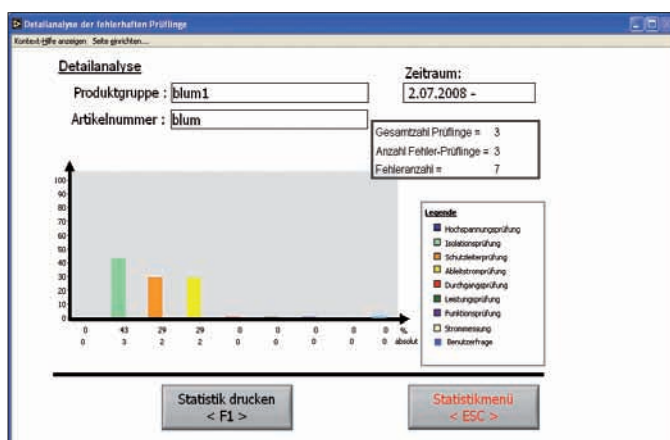 Detailanalyse der fehlerhaften Prüflinge
Kontext-Hilfe anzeigen Seite einrichten...
Detailanalyse
Zeitraum:
Produktgruppe : blum1
2.07.2008 -
Artikelnummer : blum
Gesamtzahl Prüflinge = 3
Anzahl Fehler-Prüflinge = 3
Fehleranzahl = 7
100
90
80
70
60
50
40
30
20
10
0
0 43 29 29 0 0 0 0 0 %
0 3 2 2 0 0 0 0 0 absolut
Legende
Hochspannungsprüfung
Isolationsprüfung
Schutzleiterprüfung
Ableitstromprüfung
Durchgangsprüfung
Leistungsprüfung
Funktionsprüfung
Strommessung
Benutzerfrage
Statistik drucken
< F1 >
Statistikmenü
< ESC >